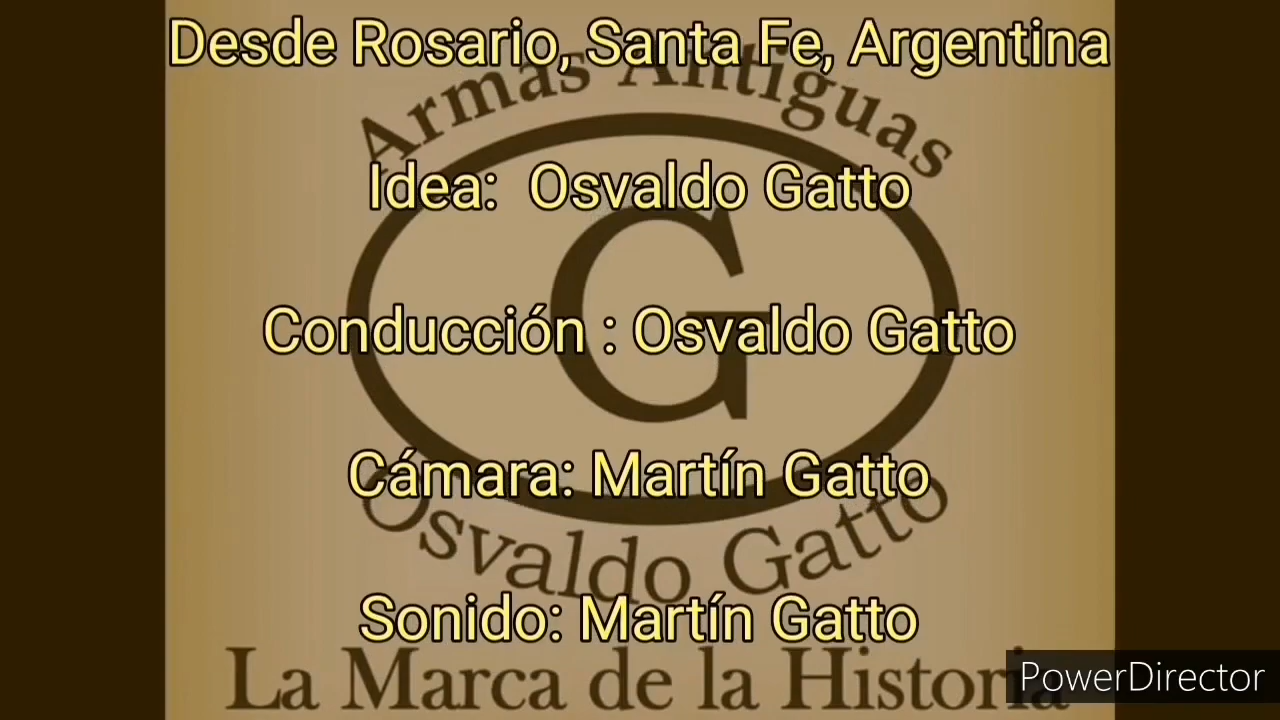 Desde Rosario, Santa Fe, Argentina
Armas Antiguas
Idea: Osvaldo Gatto
G
Conducción : Osvaldo Gatto
Cámara: Martín Gatto
Osvaldo Gatto
Sonido: Martín Gatto
La Marca de la Historia
PowerDirector